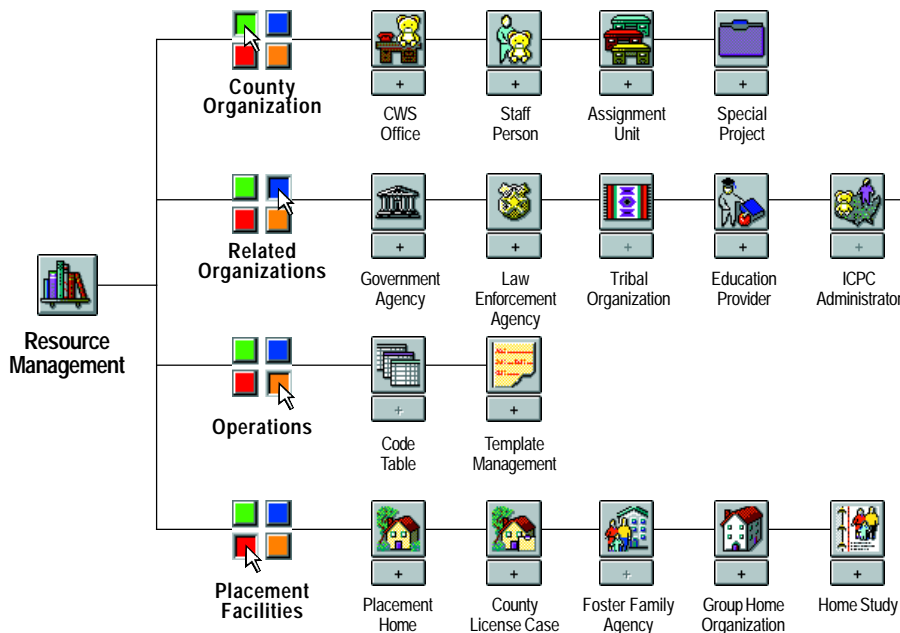 County
Organization
CWS
Office
+
Staff
Person
+
Assignment
Unit
+
Special
Project
+
Related
Organizations
Government
Agency
+
Law
Enforcement
Agency
+
Tribal
Organization
+
Education
Provider
+
ICPC
Administrator
+
Resource
Management
Operations
Code
Table
+
Template
Management
+
Placement
Facilities
Placement
Home
+
County
License Case
+
Foster Family
Agency
+
Group Home
Organization
+
Home Study
+